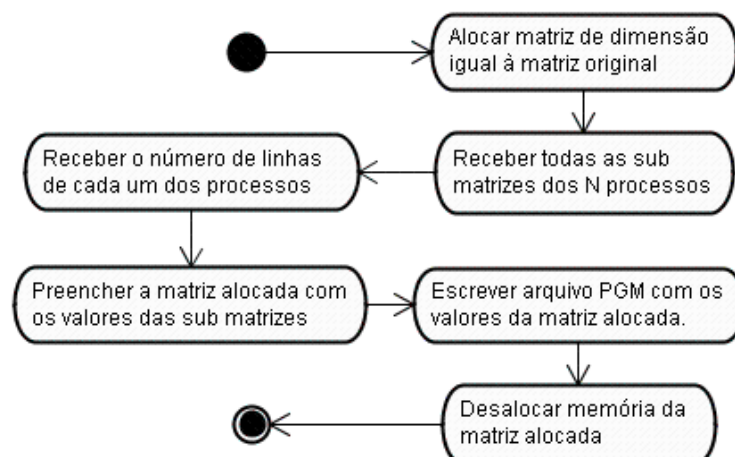 Alocar matriz de dimensão
igual à matriz original
Receber todas as sub
matrizes dos N processos
Receber o número de linhas
de cada um dos processos
Preencher a matriz alocada com
os valores das sub matrizes
Escrever arquivo PGM com os
valores da matriz alocada.
Desalocar memória da
matriz alocada